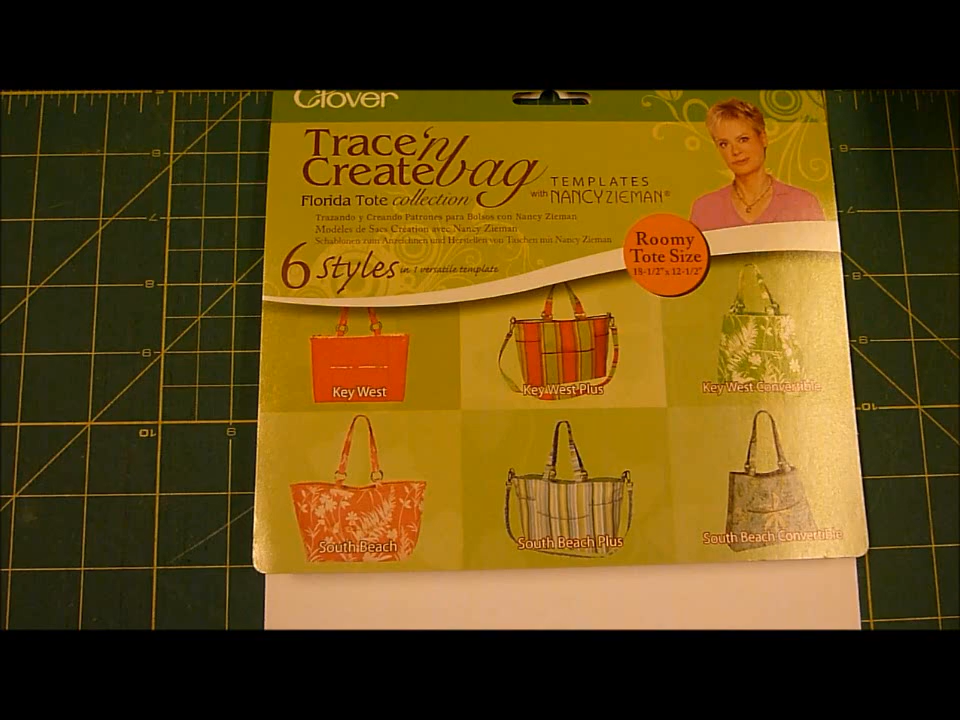 Clover
Trace 'n
Create bag
TEMPLATES
with NANCY ZIEMAN®
Florida Tote collection
Trazando y Creando Patrones para Bolsos con Nancy Zieman
Modèles de Sacs Création avec Nancy Zieman
Schablonen zum Anzeichnen und Herstellen von Taschen mit Nancy Zieman
6 Styles in 1 versatile template
Roomy
Tote Size
18-1/2" x 12-1/2"
Key West
Key West Plus
Key West Convertible
South Beach
South Beach Plus
South Beach Convertible